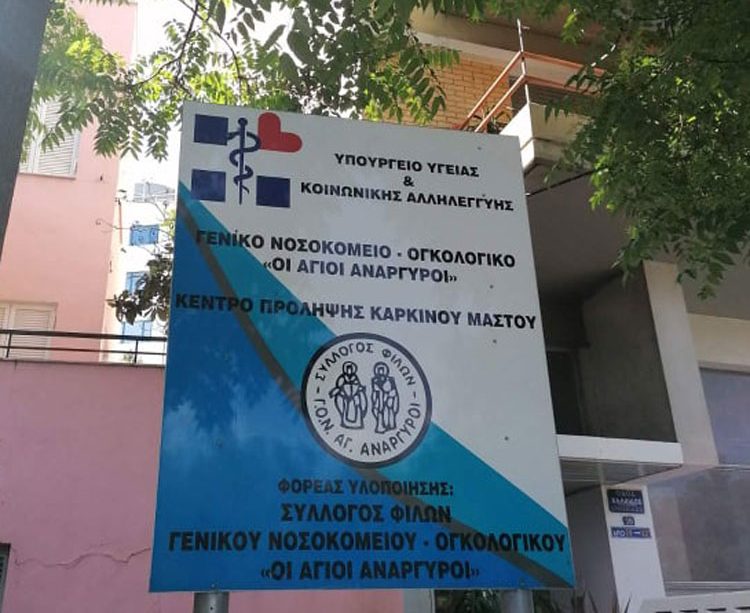 ΥΠΟΥΡΓΕΙΟ ΥΓΕΙΑΣ
&
ΚΟΙΝΩΝΙΚΗΣ ΑΛΛΗΛΕΓΓΥΗΣ
ΓΕΝΙΚΟ ΝΟΣΟΚΟΜΕΙΟ - ΟΓΚΟΛΟΓΙΚΟ
«ΟΙ ΑΓΙΟΙ ΑΝΑΡΓΥΡΟΙ»
ΚΕΝΤΡΟ ΠΡΟΛΗΨΗΣ ΚΑΡΚΙΝΟΥ ΜΑΣΤΟΥ
ΣΥΛΛΟΓΟΣ ΦΙΛΩΝ
Γ.Ο.Ν. ΑΓ. ΑΝΑΡΓΥΡΟΙ
ΦΟΡΕΑΣ ΥΛΟΠΟΙΗΣΗΣ:
ΣΥΛΛΟΓΟΣ ΦΙΛΩΝ
ΓΕΝΙΚΟΥ ΝΟΣΟΚΟΜΕΙΟΥ - ΟΓΚΟΛΟΓΙΚΟΥ
«ΟΙ ΑΓΙΟΙ ΑΝΑΡΓΥΡΟΙ»